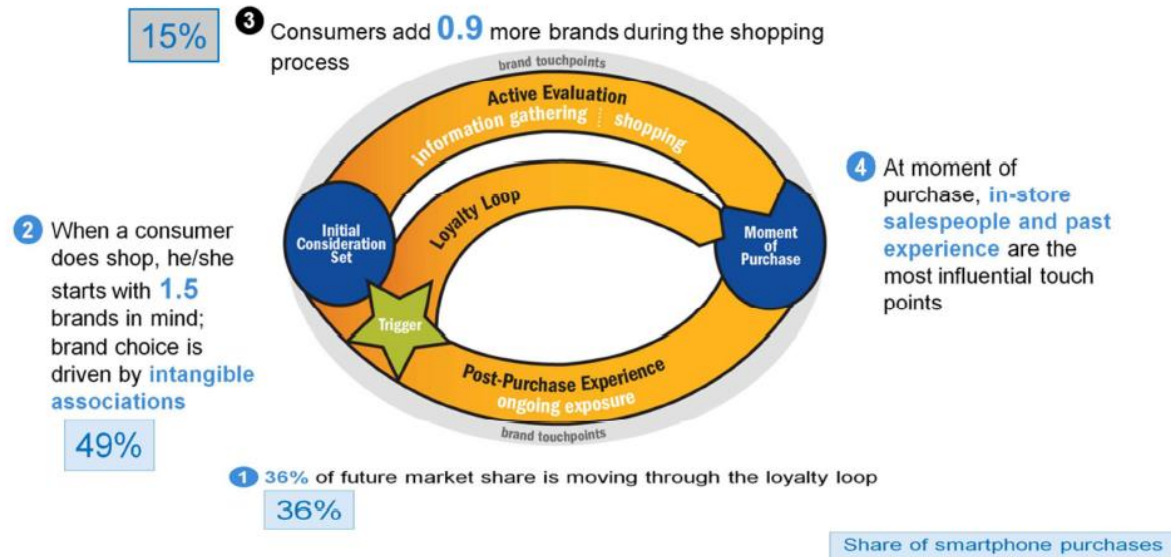 15%
3 Consumers add 0.9 more brands during the shopping
process
brand touchpoints
Active Evaluation
information gathering shopping
Loyalty Loop
Initial
Consideration
Set
Moment
of
Purchase
Trigger
Post-Purchase Experience
ongoing exposure
brand touchpoints
2 When a consumer
does shop, he/she
starts with 1.5
brands in mind;
brand choice is
driven by intangible
associations
49%
4 At moment of
purchase, in-store
salespeople and past
experience are the
most influential touch
points
1 36% of future market share is moving through the loyalty loop
36%
Share of smartphone purchases